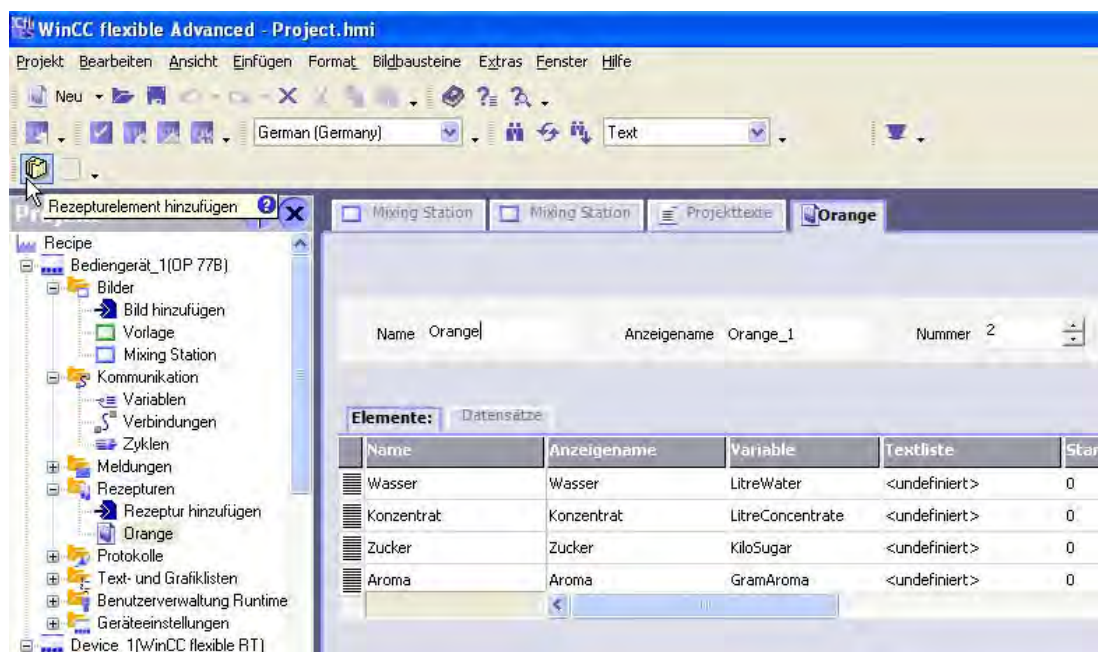 WinCC flexible Advanced - Project.hmi
Projekt Bearbeiten Ansicht Einfügen Format Bildbausteine Extras Fenster Hilfe
Neu
German (Germany) Text
Rezepturelement hinzufügen
Mixing Station Mixing Station Projekttexte Orange
Recipe
Bediengerät_1(OP 77B)
Bilder
Bild hinzufügen
Vorlage
Mixing Station
Kommunikation
Variablen
Verbindungen
Zyklen
Meldungen
Rezepturen
Rezeptur hinzufügen
Orange
Protokolle
Text- und Grafiklisten
Benutzerverwaltung Runtime
Geräteeinstellungen
Device_1(WinCC flexible RT)
Name Orange Anzeigename Orange_1 Nummer 2
Elemente: Datensätze
Name Anzeigename Variable Textliste Star
Wasser Wasser LitreWater <undefiniert> 0
Konzentrat Konzentrat LitreConcentrate <undefiniert> 0
Zucker Zucker KiloSugar <undefiniert> 0
Aroma Aroma GramAroma <undefiniert> 0